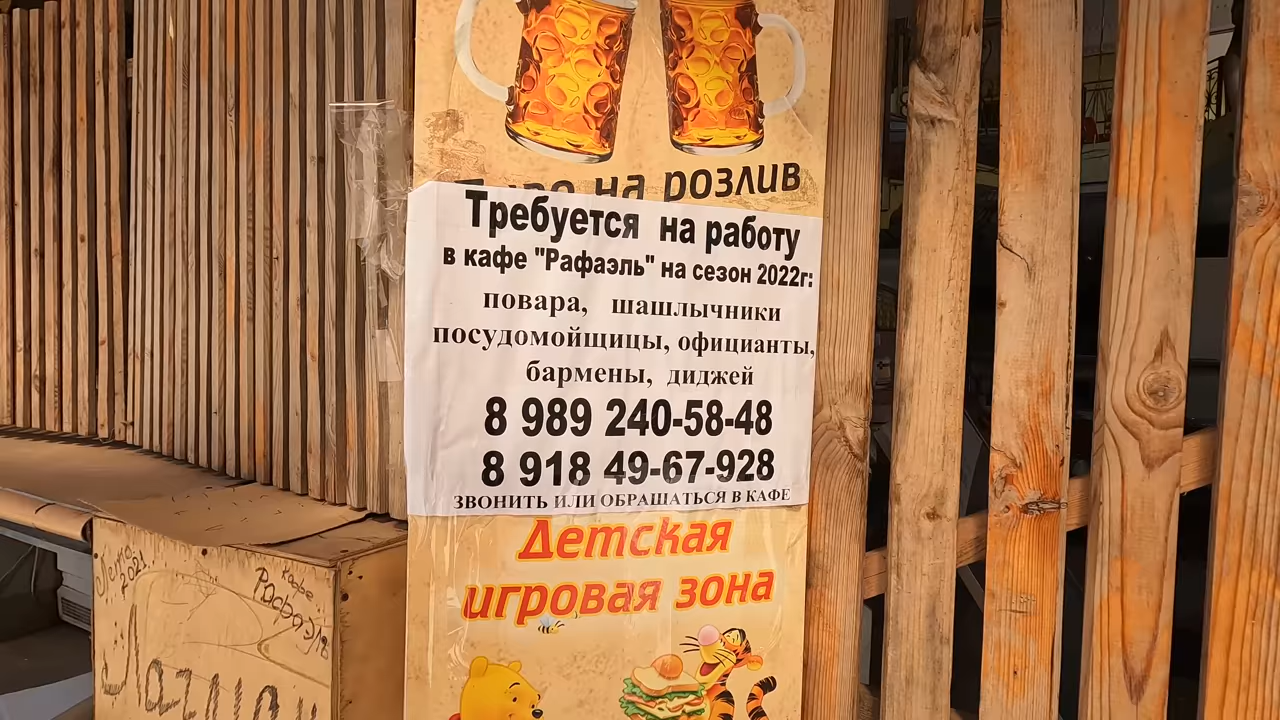 на розлив
Требуется на работу
в кафе "Рафаэль" на сезон 2022г:
повара, шашлычники
посудомойщицы, официанты,
бармены, диджей
8 989 240-58-48
8 918 49-67-928
ЗВОНИТЬ ИЛИ ОБРАЩАТЬСЯ В КАФЕ
Детская
игровая зона
Лето
2021
кафе
Рафаэль